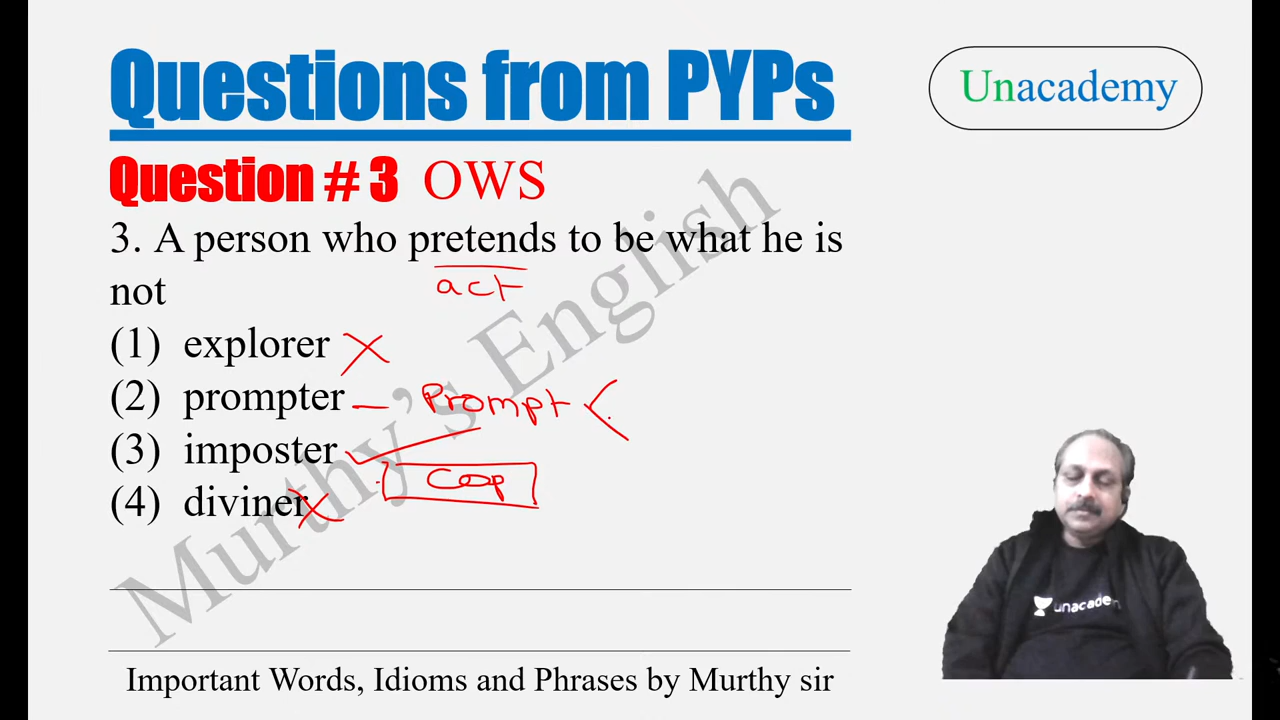 Questions from PYPs
Unacademy
Question # 3 OWS
3. A person who pretends to be what he is
not
act
(1) explorer
(2) prompter – Prompt <
(3) imposter
Cop
(4) diviner
Murthy's English
unacade
Important Words, Idioms and Phrases by Murthy sir